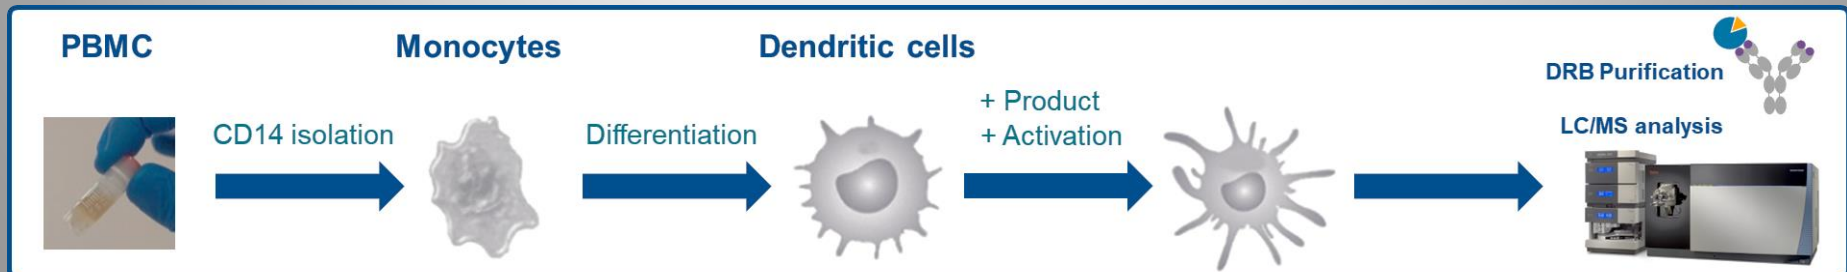 PBMC
Monocytes
Dendritic cells
CD14 isolation
Differentiation
+ Product
+ Activation
DRB Purification
LC/MS analysis